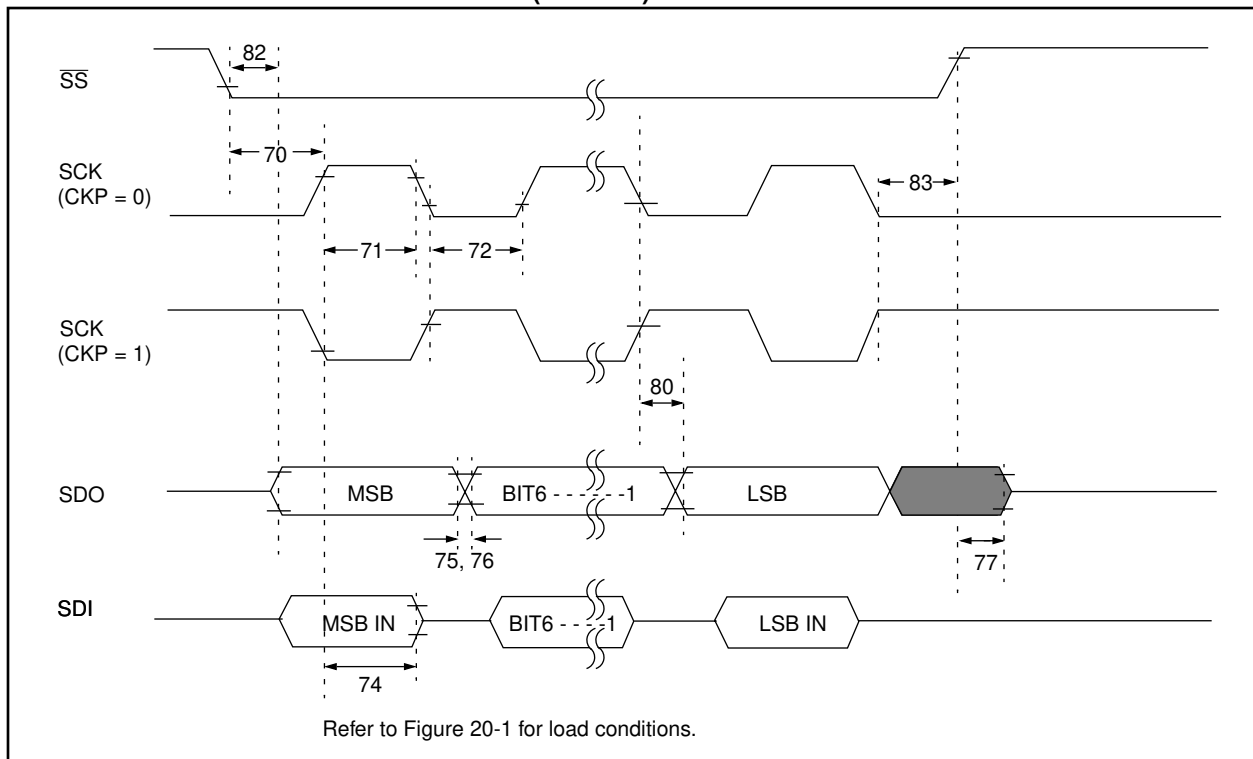 82
SS
70
SCK
(CKP = 0)
83
71
72
SCK
(CKP = 1)
80
SDO
MSB
BIT6 - - - - - -1
LSB
75, 76
77
SDI
MSB IN
BIT6 - - - -1
LSB IN
74
Refer to Figure 20-1 for load conditions.